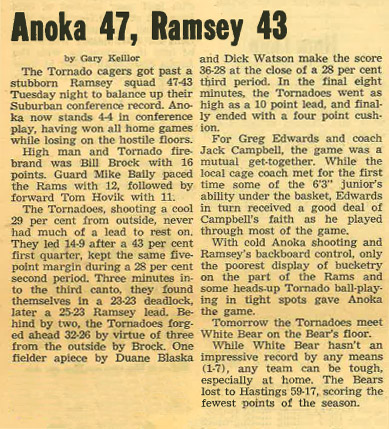 Anoka 47, Ramsey 43
by Gary Keillor
The Tornado cagers got past a
stubborn Ramsey squad 47-43
Tuesday night to balance up their
Suburban conference record. Ano-
ka now stands 4-4 in conference
play, having won all home games
while losing on the hostile floors.
High man and Tornado fire-
brand was Bill Brock with 16
points. Guard Mike Baily paced
the Rams with 12, followed by
forward Tom Hovik with 11.
The Tornadoes, shooting a cool
29 per cent from outside, never
had much of a lead to rest on.
They led 14-9 after a 43 per cent
first quarter, kept the same five-
point margin during a 28 per cent
second period. Three minutes in-
to the third canto, they found
themselves in a 23-23 deadlock,
later a 25-23 Ramsey lead. Be-
hind by two, the Tornadoes forg-
ed ahead 32-26 by virtue of three
from the outside by Brock. One
fielder apiece by Duane Blaska
and Dick Watson make the score
36-28 at the close of a 28 per cent
third period. In the final eight
minutes, the Tornadoes went as
high as a 10 point lead, and final-
ly ended with a four point cush-
ion.
For Greg Edwards and coach
Jack Campbell, the game was a
mutual get-together. While the
local cage coach met for the first
time some of the 6'3" junior's
ability under the basket, Edwards
in turn received a good deal of
Campbell's faith as he played
through most of the game.
With cold Anoka shooting and
Ramsey's backboard control, only
the poorest display of bucketry
on the part of the Rams and
some heads-up Tornado ball-play-
ing in tight spots gave Anoka
the game.
Tomorrow the Tornadoes meet
White Bear on the Bear's floor.
While White Bear hasn't an
impressive record by any means
(1-7), any team can be tough,
especially at home. The Bears
lost to Hastings 59-17, scoring the
fewest points of the season.